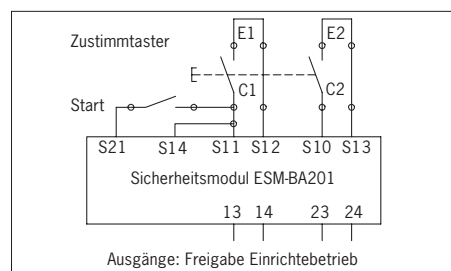 Zustimmtaster
E1
E2
C1
C2
Start
S21 S14 S11 S12 S10 S13
Sicherheitsmodul ESM-BA201
13 14 23 24
Ausgänge: Freigabe Einrichtebetrieb